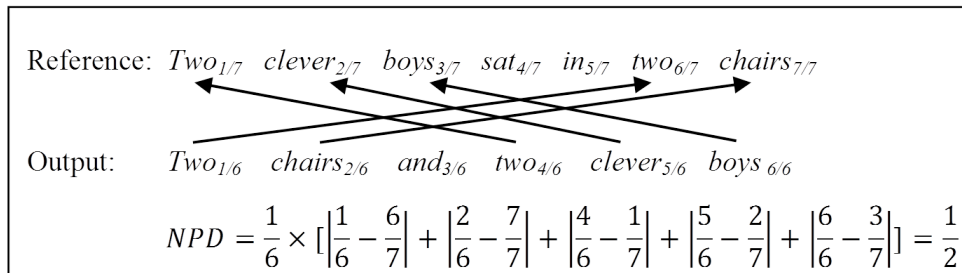 Reference: Two1/7 clever2/7 boys3/7 sat4/7 in5/7 two6/7 chairs7/7
Output: Two1/6 chairs2/6 and3/6 two4/6 clever5/6 boys 6/6
NPD = 1/6 × [|1/6 − 6/7| + |2/6 − 7/7| + |4/6 − 1/7| + |5/6 − 2/7| + |6/6 − 3/7|] = 1/2